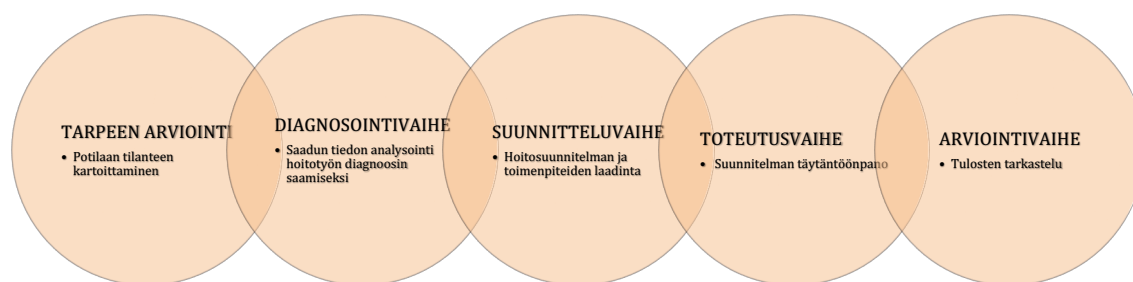 TARPEEN ARVIOINTI
• Potilaan tilanteen
kartoittaminen
DIAGNOSOINTIVAIHE
• Saadun tiedon analysointi
hoitotyön diagnoosin
saamiseksi
SUUNNITTELUVAIHE
• Hoitosuunnitelman ja
toimenpiteiden laadinta
TOTEUTUSVAIHE
• Suunnitelman täytäntöönpano
ARVIOINTIVAIHE
• Tulosten tarkastelu